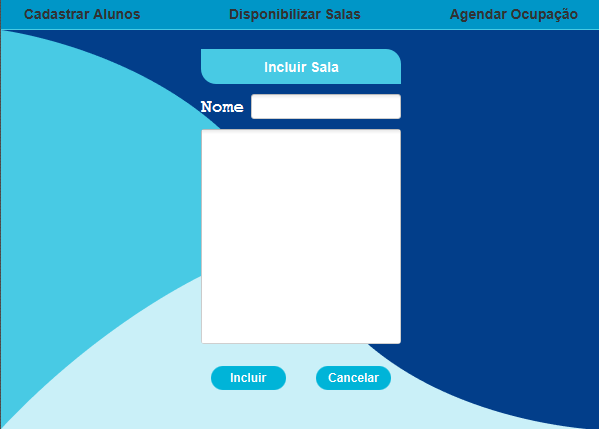 Cadastrar Alunos Disponibilizar Salas Agendar Ocupação
Incluir Sala
Nome
Incluir Cancelar